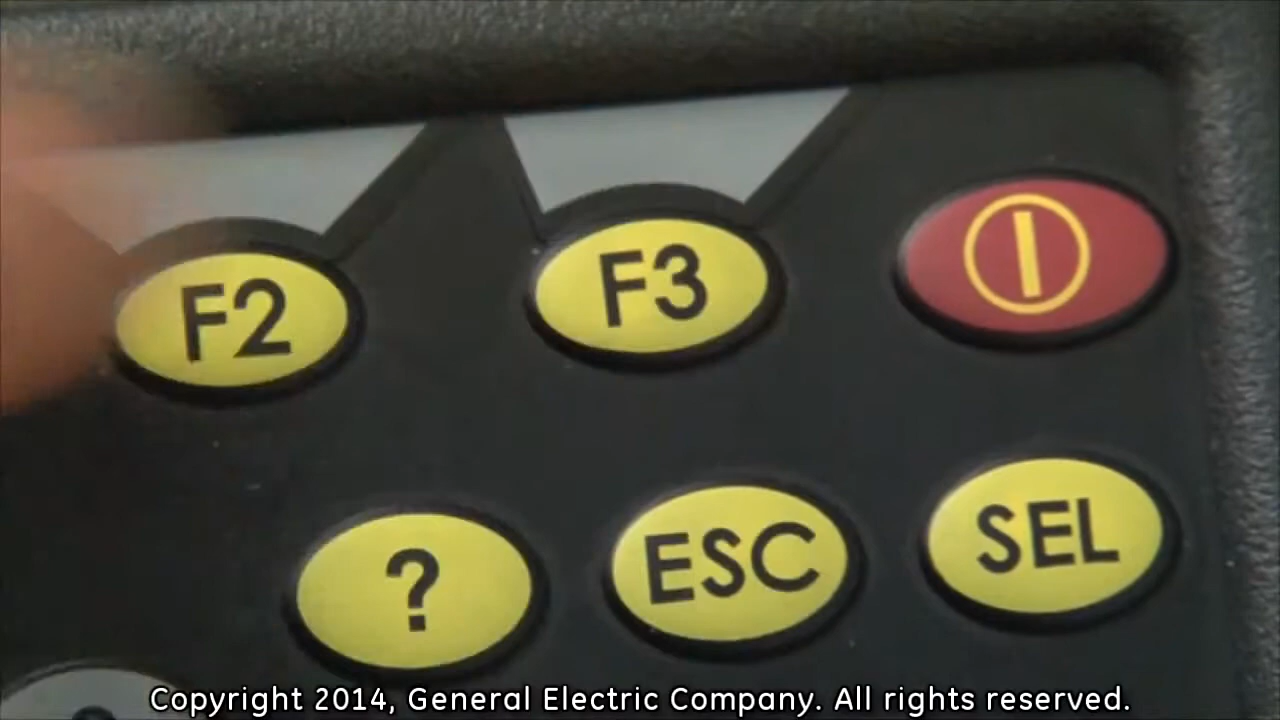 F2
F3
?
ESC
SEL
Copyright 2014, General Electric Company. All rights reserved.